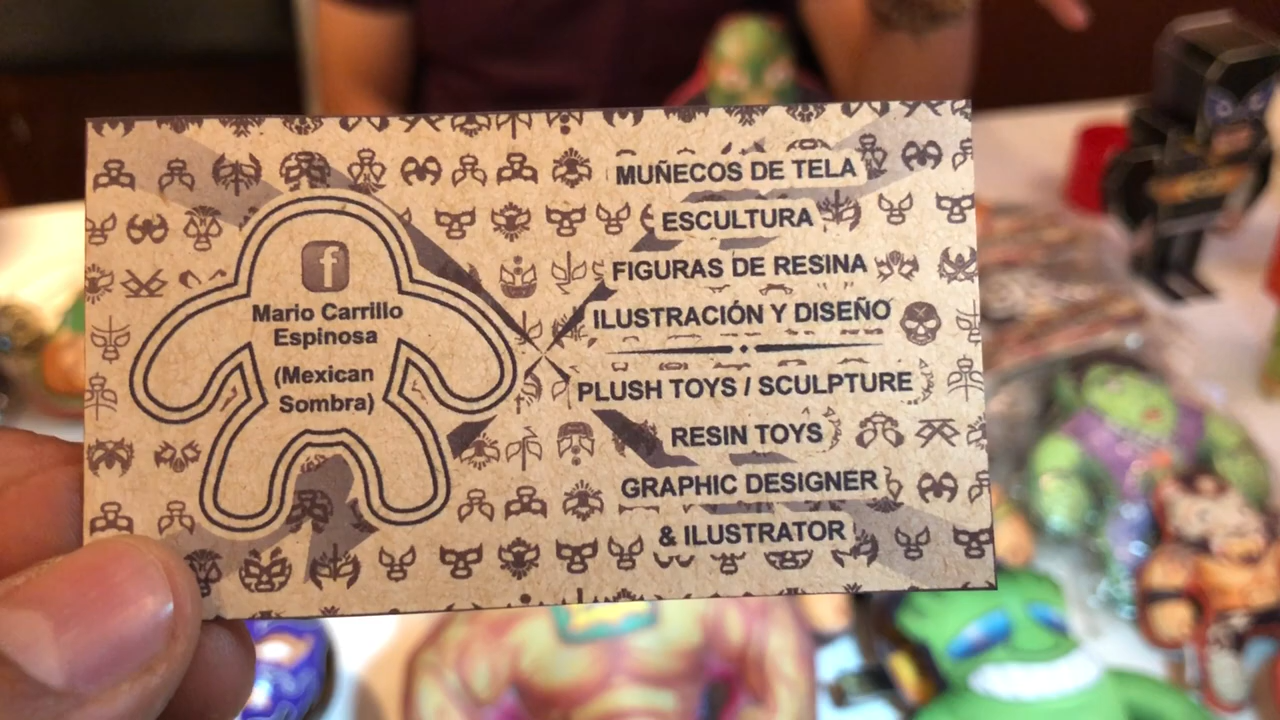 f
Mario Carrillo
Espinosa
(Mexican
Sombra)
MUÑECOS DE TELA
ESCULTURA
FIGURAS DE RESINA
ILUSTRACIÓN Y DISEÑO
PLUSH TOYS / SCULPTURE
RESIN TOYS
GRAPHIC DESIGNER
& ILUSTRATOR